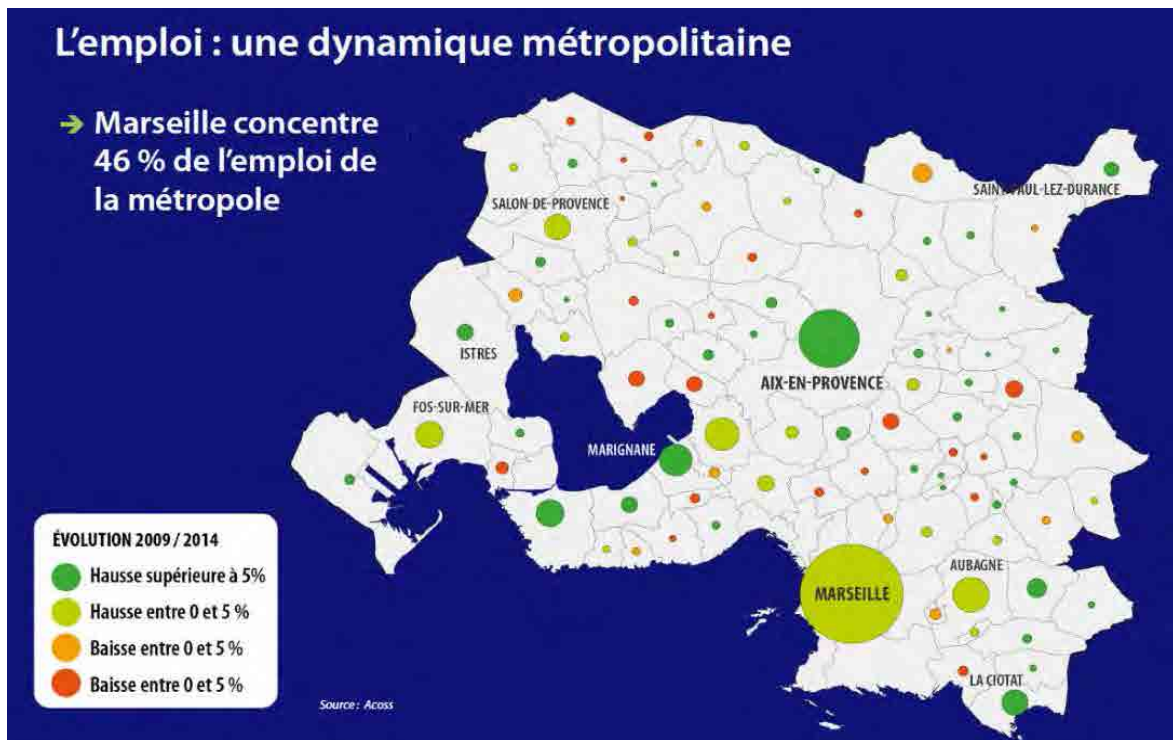 L'emploi : une dynamique métropolitaine
→ Marseille concentre
46 % de l'emploi de
la métropole
SAINT-PAUL-LEZ-DURANCE
SALON-DE-PROVENCE
ISTRES
AIX-EN-PROVENCE
FOS-SUR-MER
MARIGNANE
AUBAGNE
MARSEILLE
LA CIOTAT
ÉVOLUTION 2009 / 2014
Hausse supérieure à 5%
Hausse entre 0 et 5 %
Baisse entre 0 et 5 %
Baisse entre 0 et 5 %
Source : Acoss